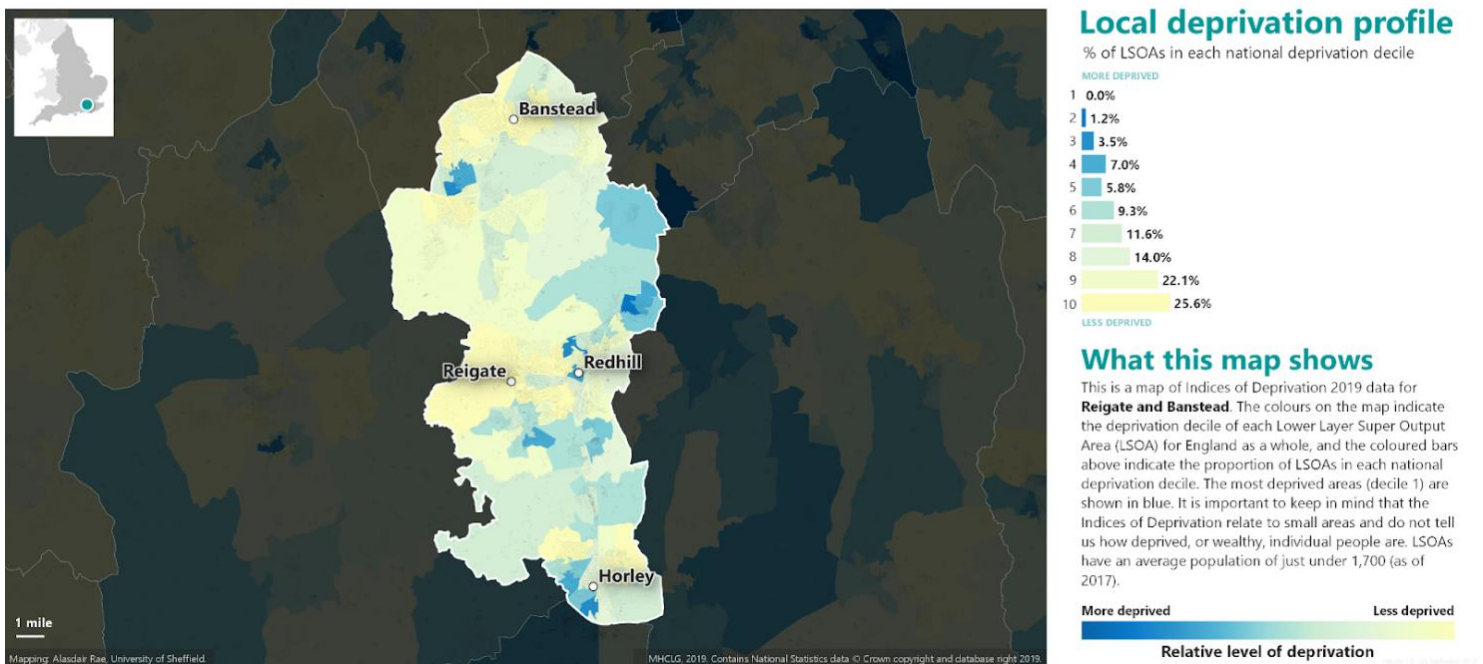 Banstead
Reigate
Redhill
Horley
1 mile
Mapping: Alasdair Rae, University of Sheffield.
MHCLG, 2019. Contains National Statistics data © Crown copyright and database right 2019.
Local deprivation profile
% of LSOAs in each national deprivation decile
MORE DEPRIVED
1 0.0%
2 1.2%
3 3.5%
4 7.0%
5 5.8%
6 9.3%
7 11.6%
8 14.0%
9 22.1%
10 25.6%
LESS DEPRIVED
What this map shows
This is a map of Indices of Deprivation 2019 data for
Reigate and Banstead. The colours on the map indicate
the deprivation decile of each Lower Layer Super Output
Area (LSOA) for England as a whole, and the coloured bars
above indicate the proportion of LSOAs in each national
deprivation decile. The most deprived areas (decile 1) are
shown in blue. It is important to keep in mind that the
Indices of Deprivation relate to small areas and do not tell
us how deprived, or wealthy, individual people are. LSOAs
have an average population of just under 1,700 (as of
2017).
More deprived Less deprived
Relative level of deprivation